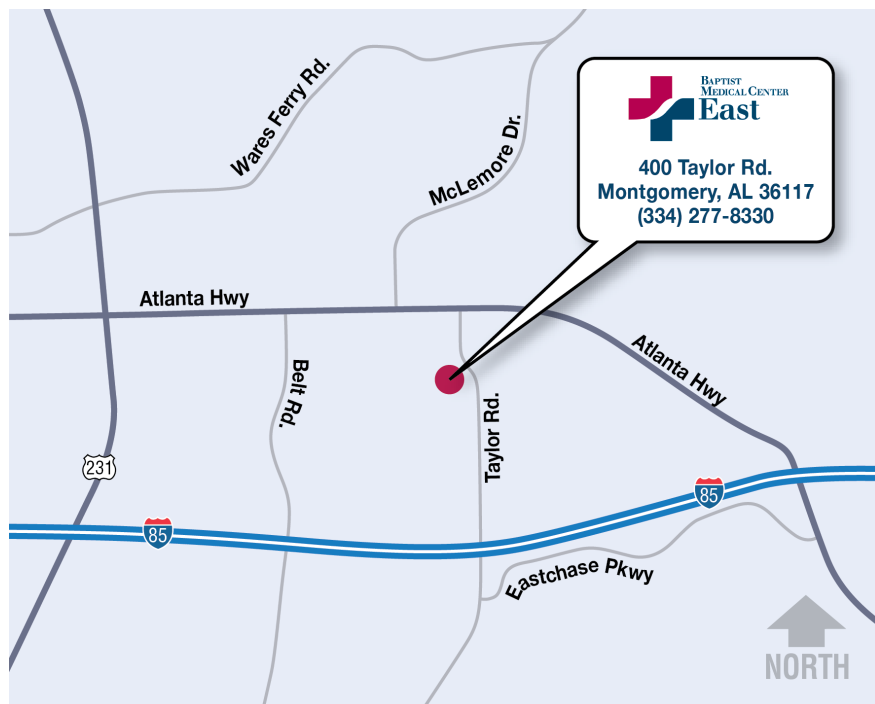 Wares Ferry Rd.
McLemore Dr.
BAPTIST
MEDICAL CENTER
East
400 Taylor Rd.
Montgomery, AL 36117
(334) 277-8330
Atlanta Hwy
Atlanta Hwy
Belt Rd.
Taylor Rd.
231
85
85
Eastchase Pkwy
NORTH